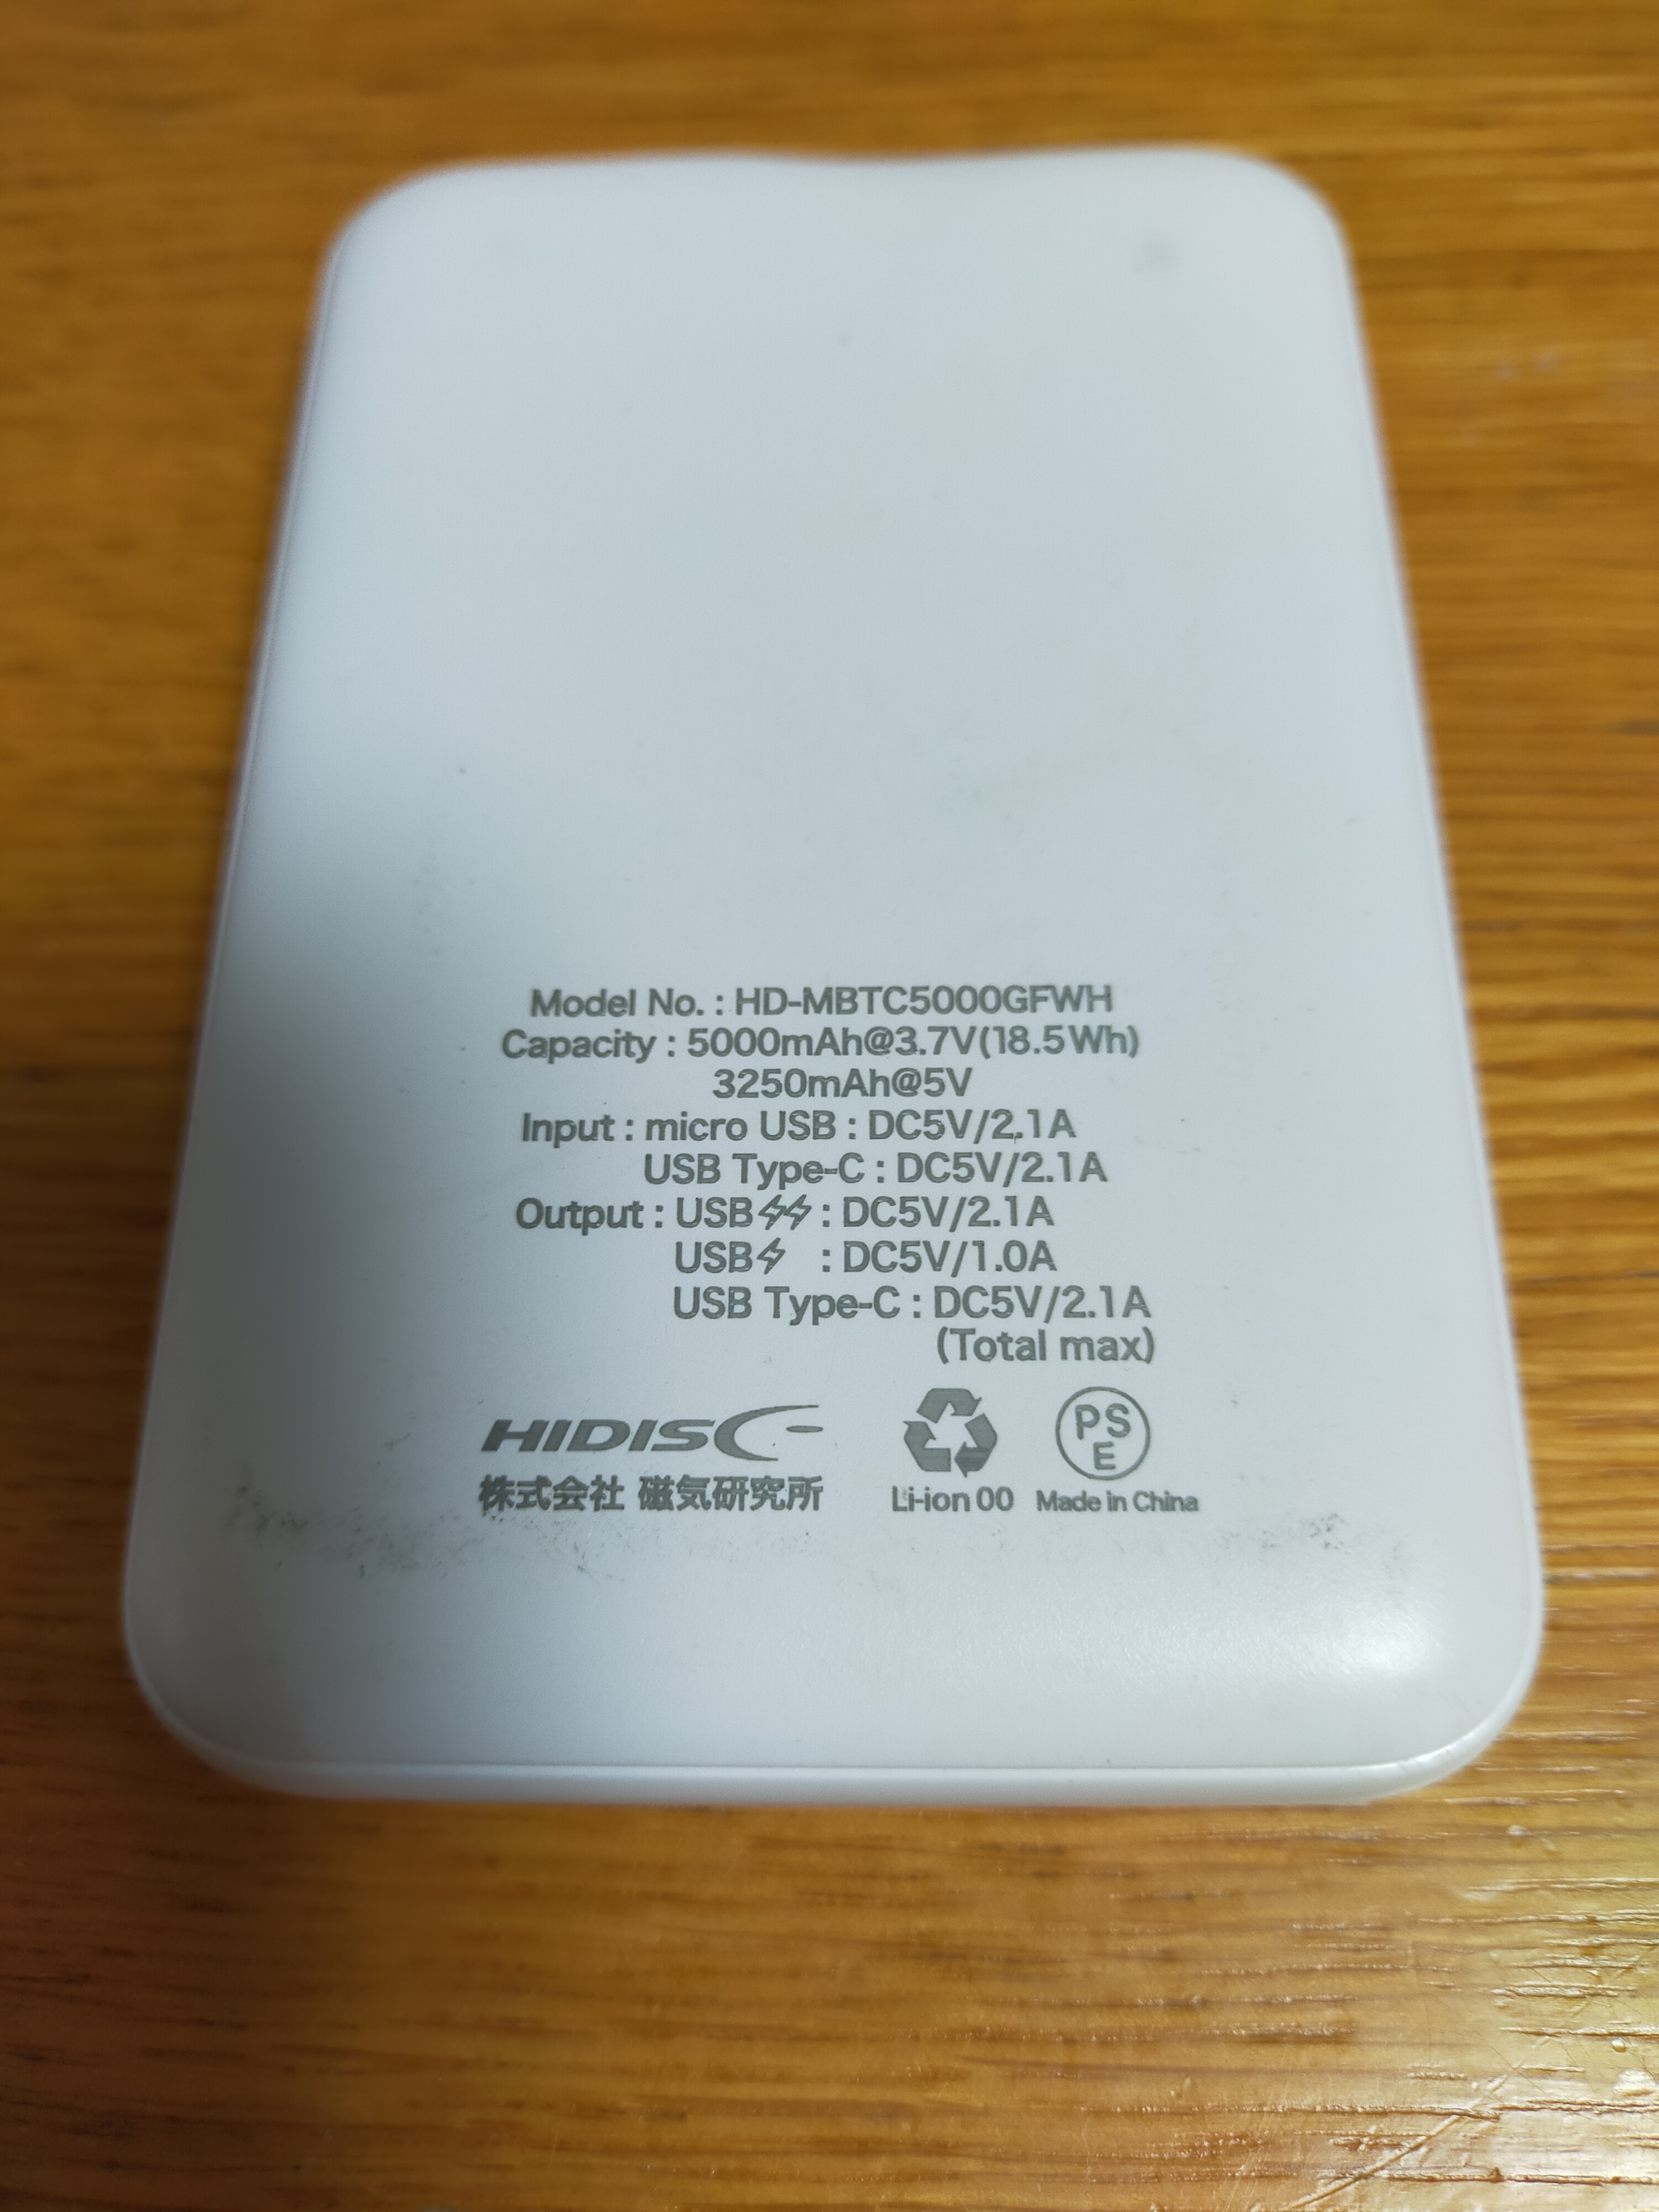 Model No. : HD-MBTC5000GFWH
Capacity : 5000mAh@3.7V(18.5Wh)
3250mAh@5V
Input : micro USB : DC5V/2.1A
USB Type-C : DC5V/2.1A
Output : USB⚡⚡ : DC5V/2.1A
USB⚡ : DC5V/1.0A
USB Type-C : DC5V/2.1A
(Total max)
HIDISC
株式会社 磁気研究所
PS
E
Li-ion 00
Made in China